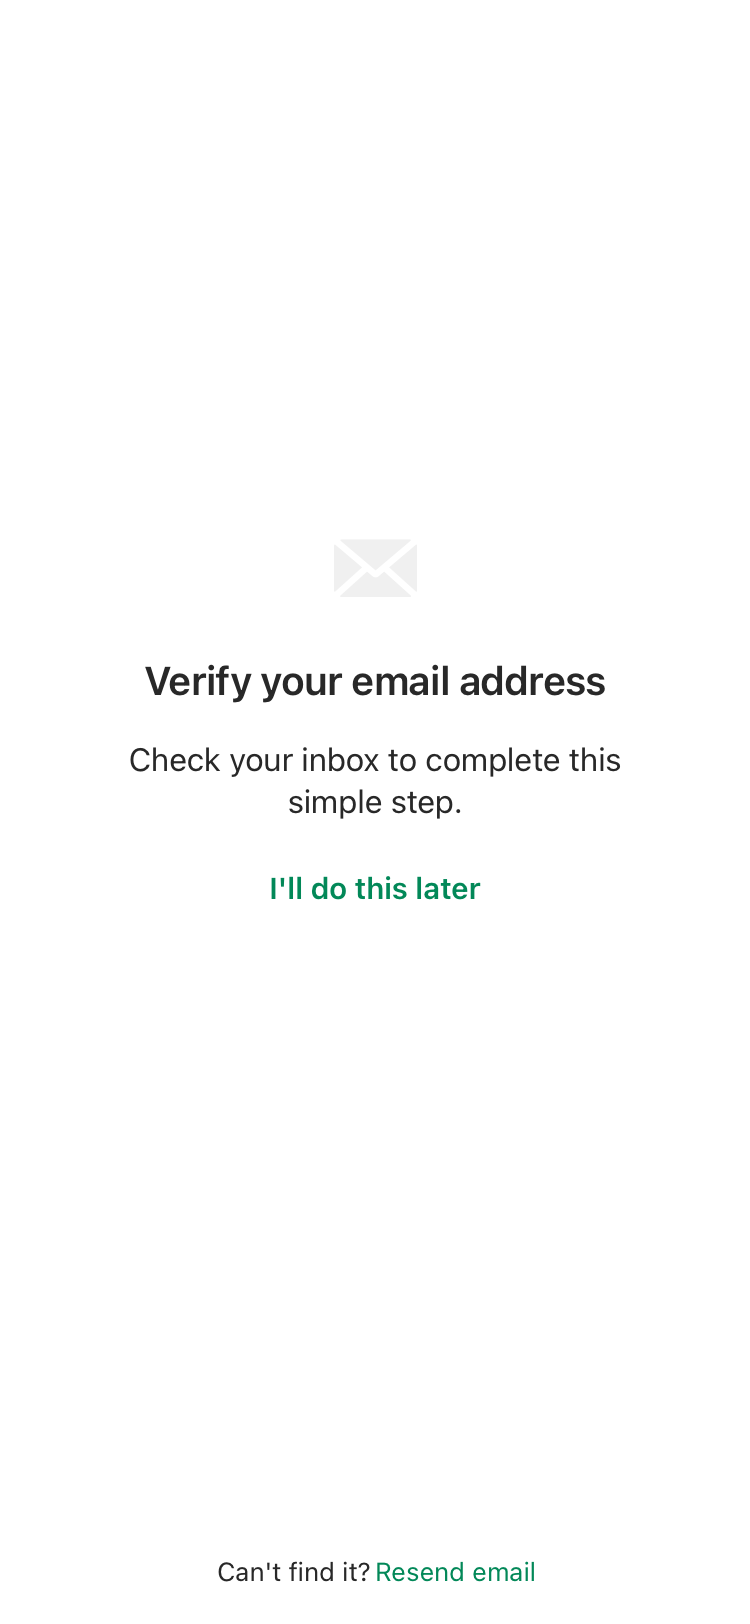 Verify your email address
Check your inbox to complete this
simple step.
I'll do this later
Can't find it? Resend email